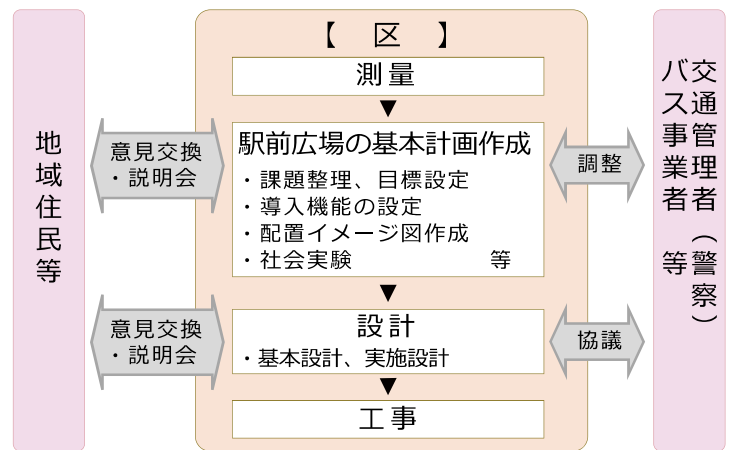 【　区　】
測量
▼
駅前広場の基本計画作成
・課題整理、目標設定
・導入機能の設定
・配置イメージ図作成
・社会実験　　　　　　等
▼
設計
・基本設計、実施設計
▼
工事
地域住民等
意見交換
・説明会
意見交換
・説明会
調整
協議
交通管理者（警察）
バス事業者　等